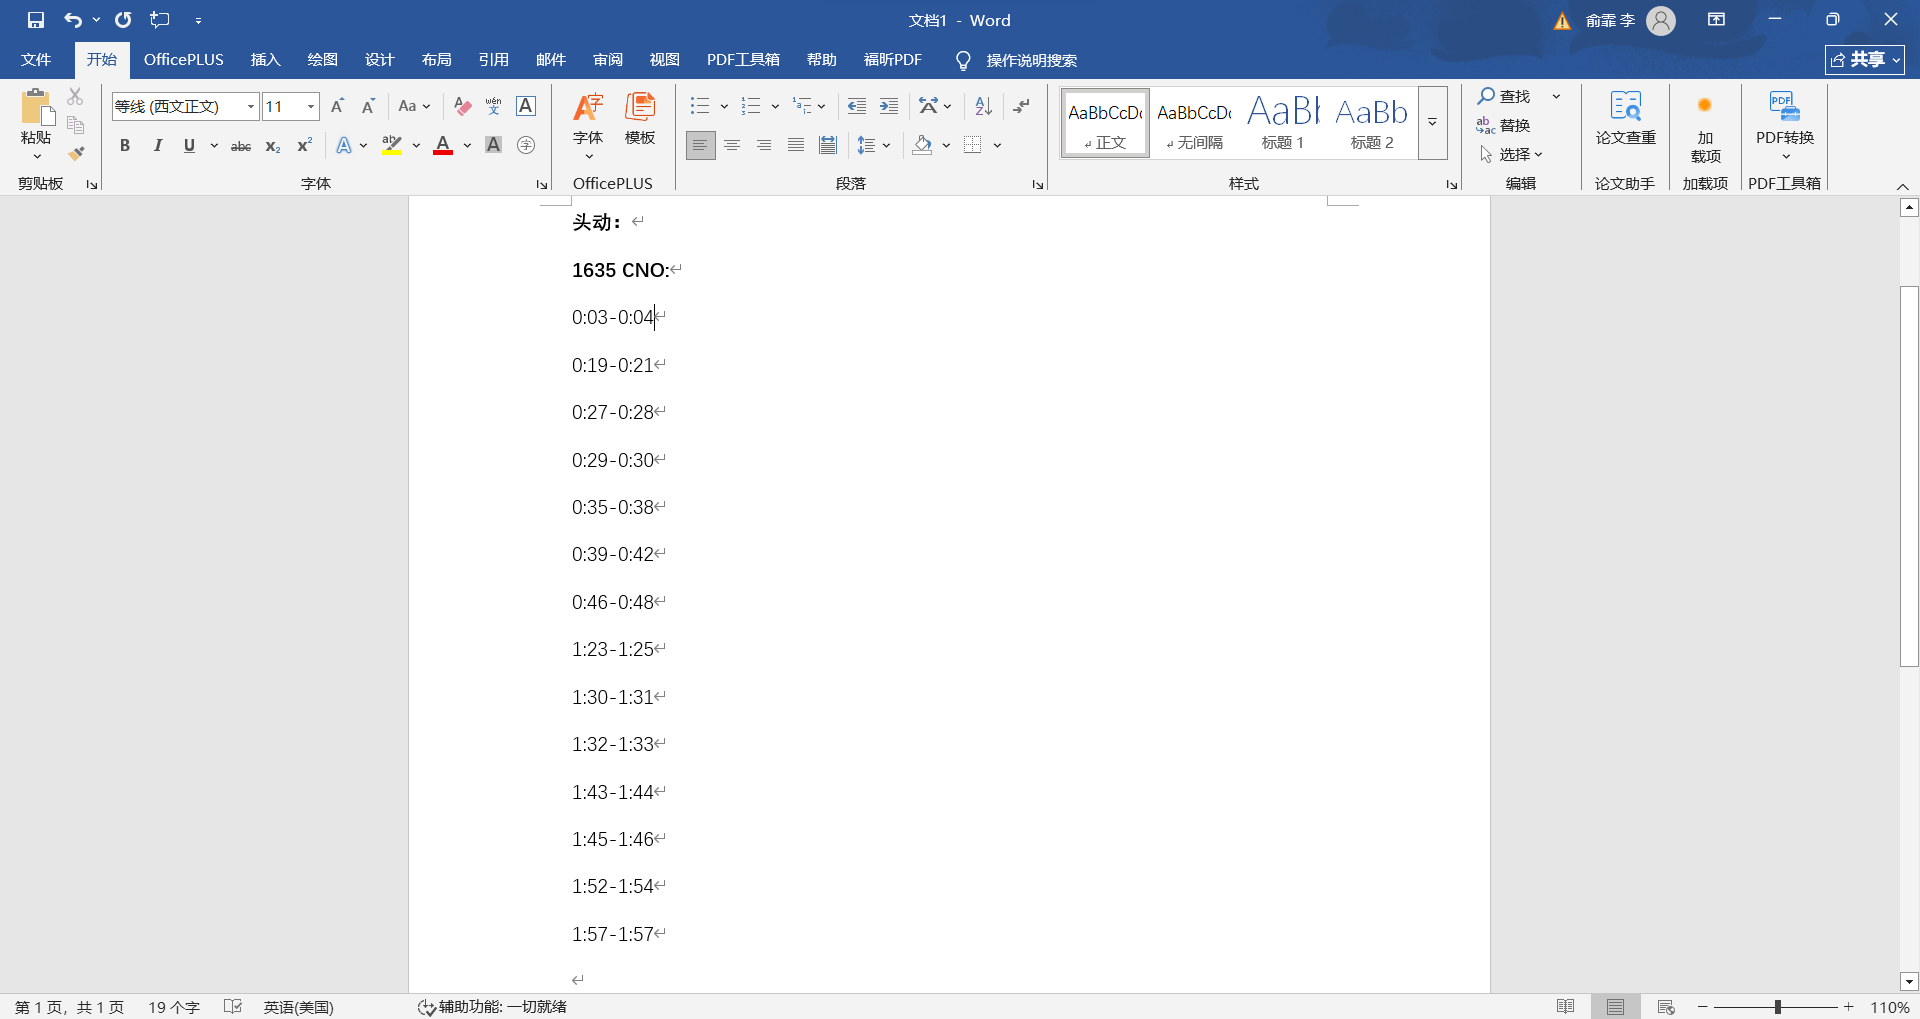 文档1 - Word
俞霏 李
文件 开始 OfficePLUS 插入 绘图 设计 布局 引用 邮件 审阅 视图 PDF工具箱 帮助 福昕PDF 操作说明搜索 共享
粘贴
剪贴板
等线 (西文正文) 11
字体
字体
OfficePLUS
模板
段落
AaBbCcDc 正文
AaBbCcDc 无间隔
AaBl 标题 1
AaBb 标题 2
样式
查找
替换
选择
编辑
论文查重
论文助手
加载项
加载项
PDF转换
PDF工具箱
头动：
1635 CNO:
0:03-0:04
0:19-0:21
0:27-0:28
0:29-0:30
0:35-0:38
0:39-0:42
0:46-0:48
1:23-1:25
1:30-1:31
1:32-1:33
1:43-1:44
1:45-1:46
1:52-1:54
1:57-1:57
第 1 页，共 1 页 19 个字 英语(美国) 辅助功能: 一切就绪 110%